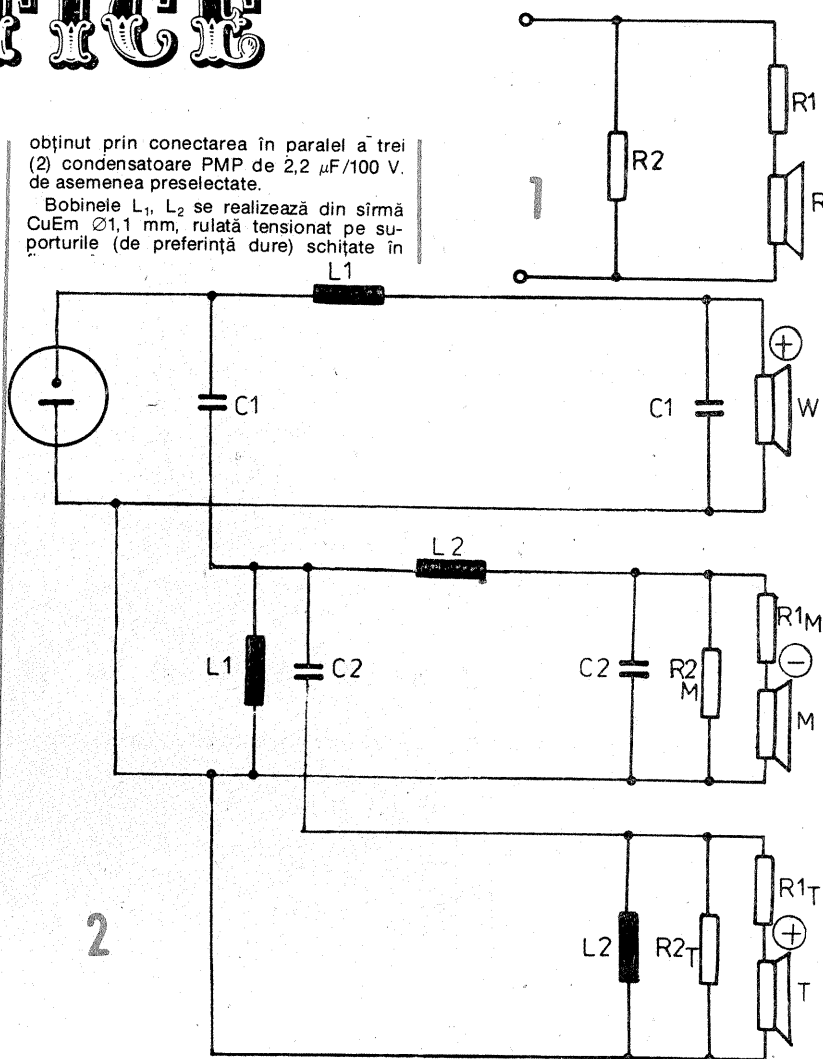 obținut prin conectarea în paralel a trei
(2) condensatoare PMP de 2,2 μF/100 V.
de asemenea preselectate.
Bobinele L₁, L₂ se realizează din sîrmă
CuEm ∅1,1 mm, rulată tensionat pe su-
porturile (de preferință dure) schițate în
1
R2
R1
R
L1
C1
C1
+
W
L2
L1
C2
C2
R2M
R1M
−
M
2
L2
R2T
R1T
+
T